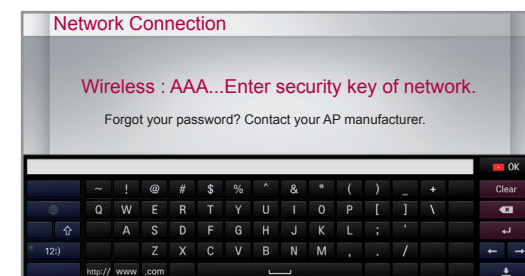 Network Connection
Wireless : AAA...Enter security key of network.
Forgot your password? Contact your AP manufacturer.
OK
~ ! @ # $ % ^ & * ( ) _ + Clear
Q W E R T Y U I O P [ ] \
A S D F G H J K L ; '
12:) Z X C V B N M , . /
http:// www .com